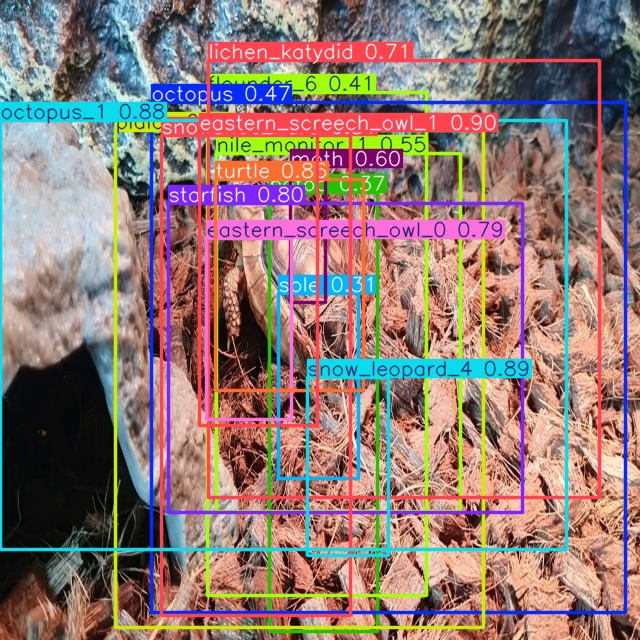 lichen_katydid 0.71
flounder_6 0.41
octopus 0.47
octopus_1 0.88
eastern_screech_owl_1 0.90
nile_monitor_1 0.55
moth 0.60
turtle 0.86
0.37
starfish 0.80
eastern_screech_owl_0 0.79
sole 0.31
snow_leopard_4 0.89